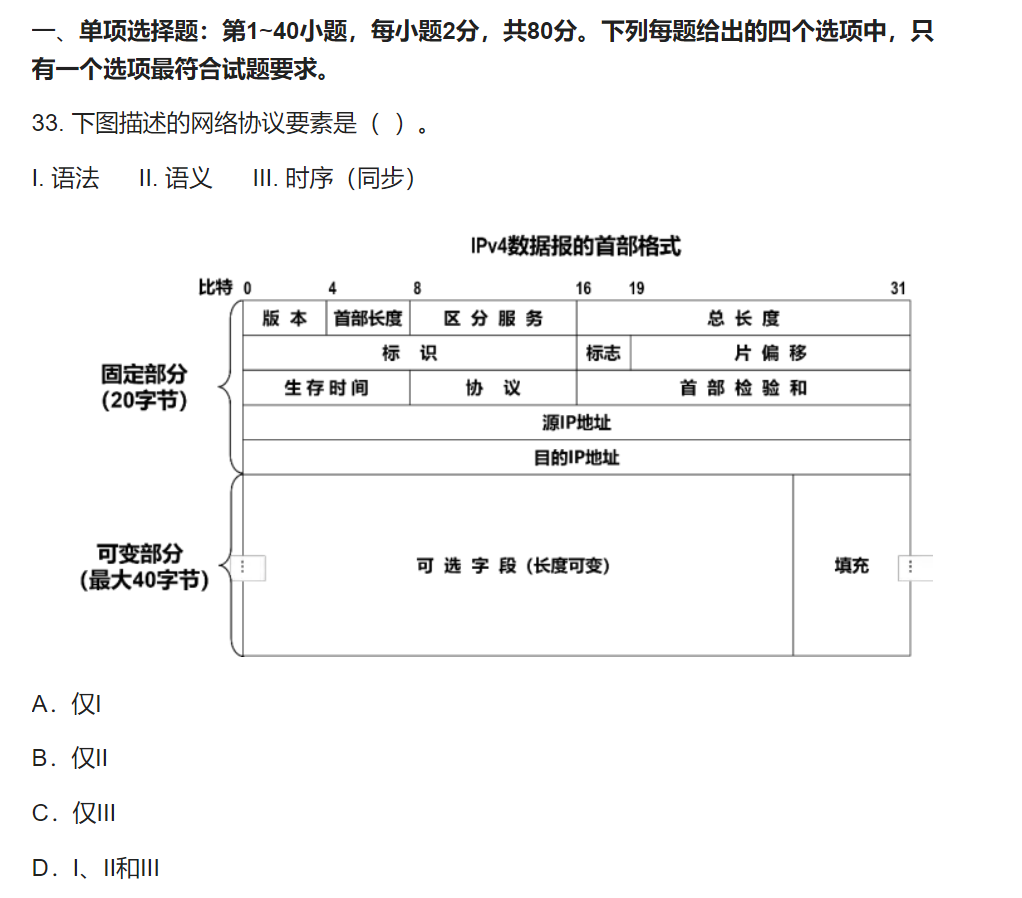 一、单项选择题：第1~40小题，每小题2分，共80分。下列每题给出的四个选项中，只
有一个选项最符合试题要求。
33. 下图描述的网络协议要素是（ ）。
I. 语法 II. 语义 III. 时序（同步）
IPv4数据报的首部格式
比特 0 4 8 16 19 31
版 本 首部长度 区 分 服 务 总 长 度
标 识 标志 片 偏 移
固定部分
(20字节)
生 存 时 间 协 议 首 部 检 验 和
源IP地址
目的IP地址
可变部分
(最大40字节)
可 选 字 段 (长度可变) 填充
A. 仅I
B. 仅II
C. 仅III
D. I、II和III